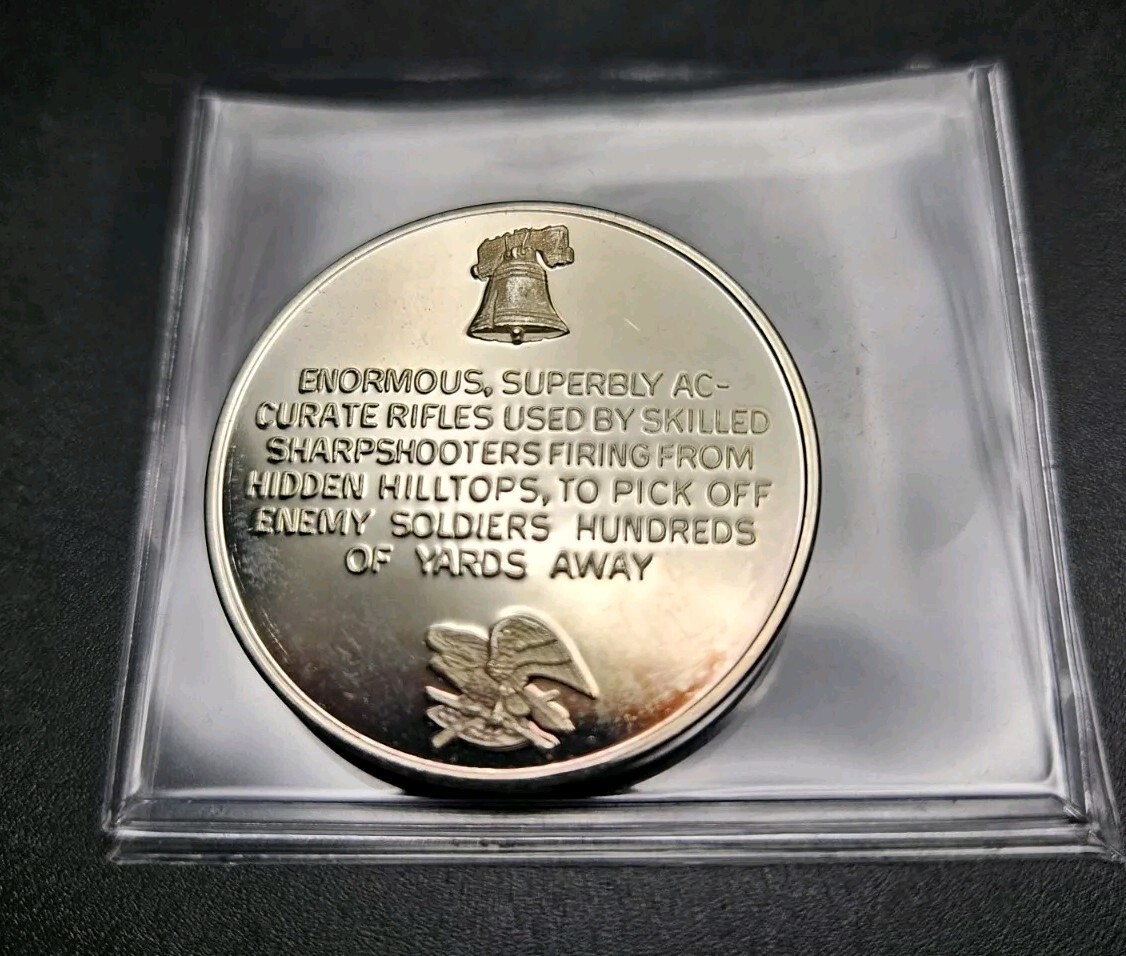 ENORMOUS, SUPERBLY AC-
CURATE RIFLES USED BY SKILLED
SHARPSHOOTERS FIRING FROM
HIDDEN HILLTOPS, TO PICK OFF
ENEMY SOLDIERS HUNDREDS
OF YARDS AWAY